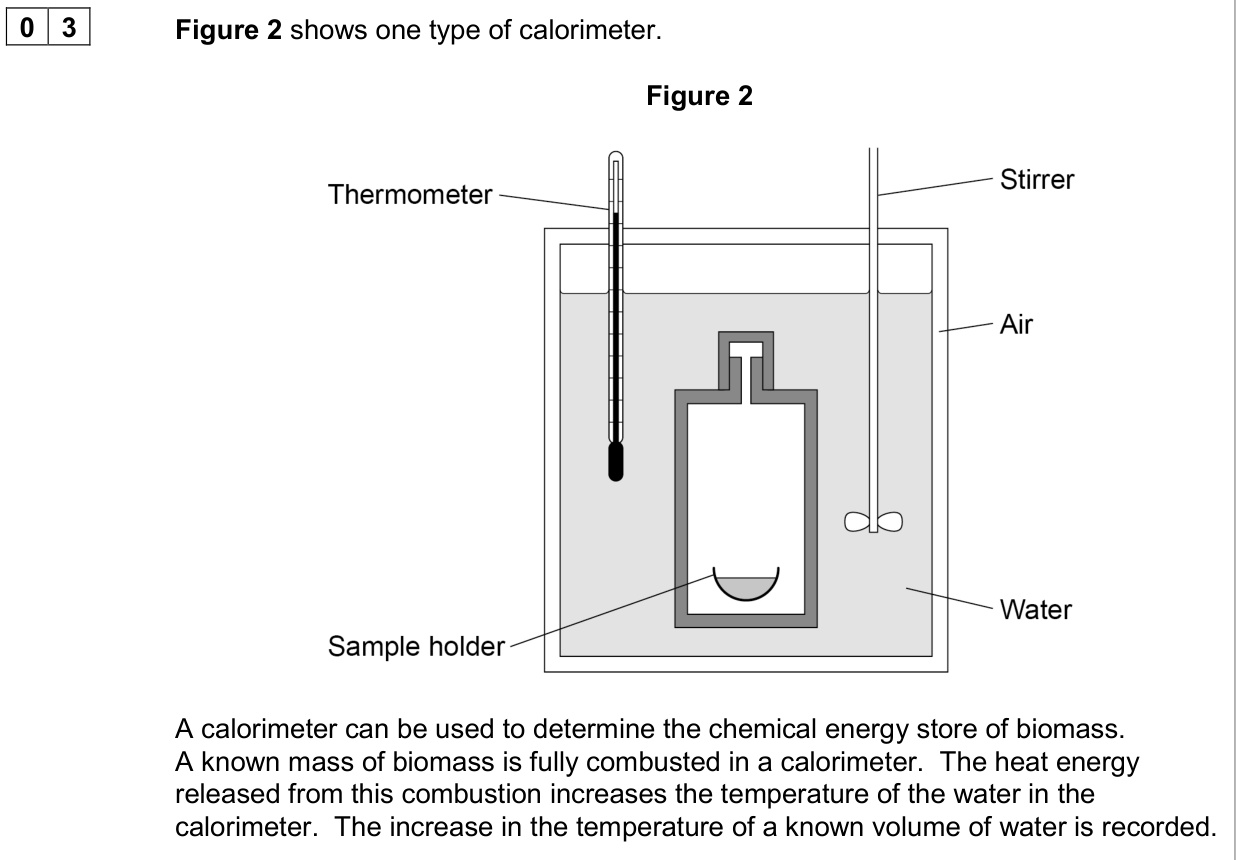 0 3 Figure 2 shows one type of calorimeter.
Figure 2
Thermometer
Stirrer
Air
Water
Sample holder
A calorimeter can be used to determine the chemical energy store of biomass.
A known mass of biomass is fully combusted in a calorimeter. The heat energy
released from this combustion increases the temperature of the water in the
calorimeter. The increase in the temperature of a known volume of water is recorded.